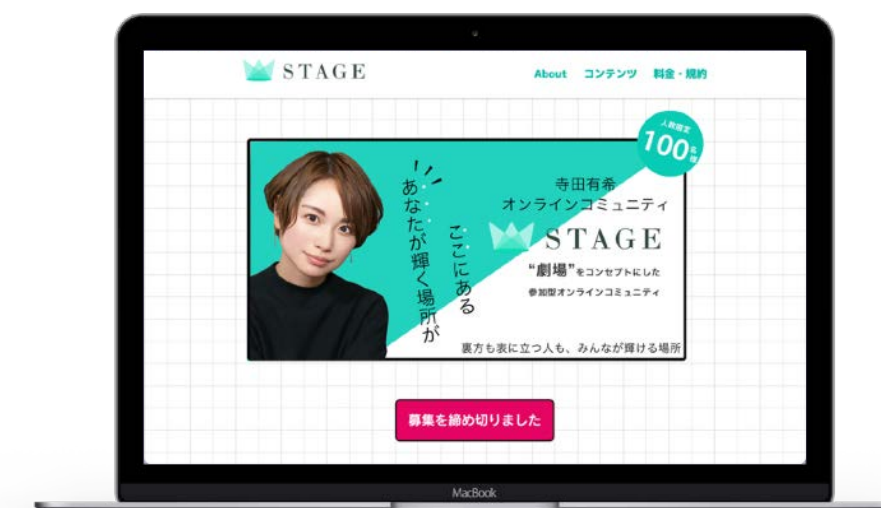 STAGE
About コンテンツ 料金・規約
人数限定
100名様
あなたが輝く場所が
ここにある
寺田有希
オンラインコミュニティ
STAGE
“劇場”をコンセプトにした
参加型オンラインコミュニティ
裏方も表に立つ人も、みんなが輝ける場所
募集を締め切りました
MacBook